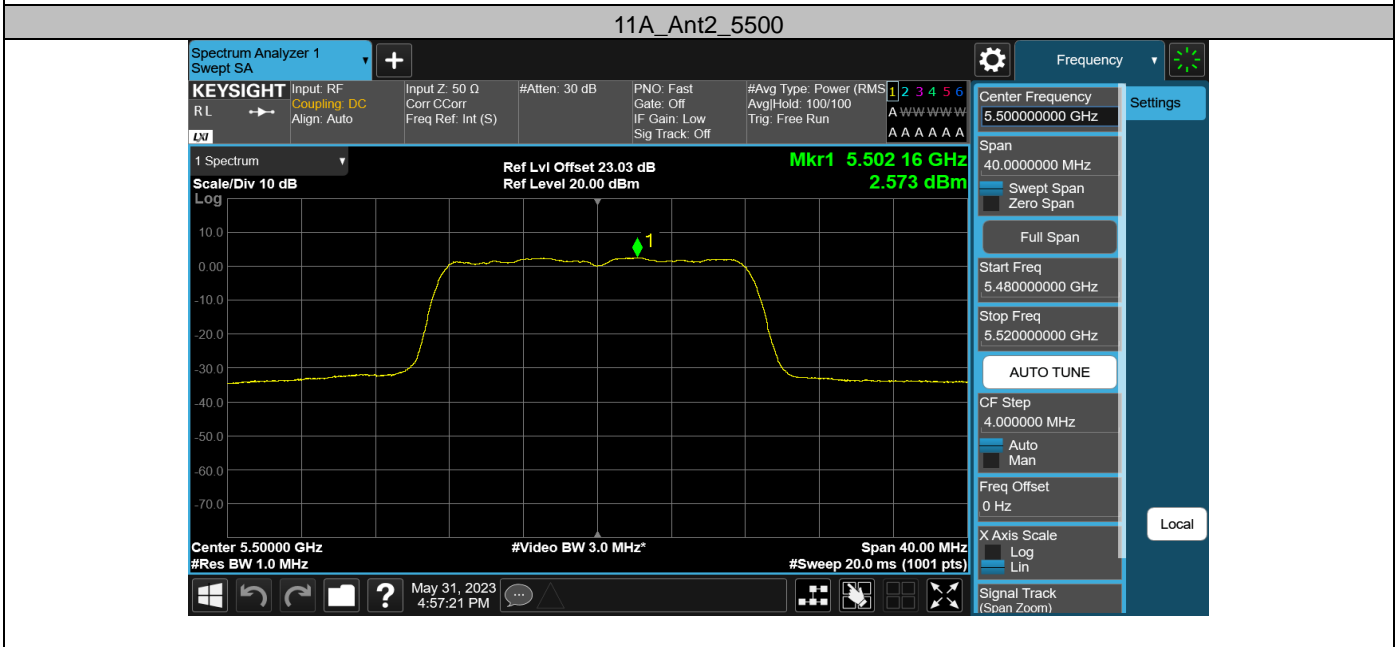 11A_Ant2_5500
Spectrum Analyzer 1
Swept SA
+
Frequency
KEYSIGHT
RL
LXI
Input: RF
Coupling: DC
Align: Auto
Input Z: 50 Ω
Corr CCorr
Freq Ref: Int (S)
#Atten: 30 dB
PNO: Fast
Gate: Off
IF Gain: Low
Sig Track: Off
#Avg Type: Power (RMS
Avg|Hold: 100/100
Trig: Free Run
1 2 3 4 5 6
A W W W W W
A A A A A A
1 Spectrum
Scale/Div 10 dB
Ref Lvl Offset 23.03 dB
Ref Level 20.00 dBm
Mkr1 5.502 16 GHz
2.573 dBm
Log
10.0
0.00
-10.0
-20.0
-30.0
-40.0
-50.0
-60.0
-70.0
1
Center 5.50000 GHz
#Res BW 1.0 MHz
#Video BW 3.0 MHz*
Span 40.00 MHz
#Sweep 20.0 ms (1001 pts)
?
May 31, 2023
4:57:21 PM
Center Frequency
5.500000000 GHz
Span
40.0000000 MHz
Swept Span
Zero Span
Full Span
Start Freq
5.480000000 GHz
Stop Freq
5.520000000 GHz
AUTO TUNE
CF Step
4.000000 MHz
Auto
Man
Freq Offset
0 Hz
X Axis Scale
Log
Lin
Signal Track
(Span Zoom)
Settings
Local